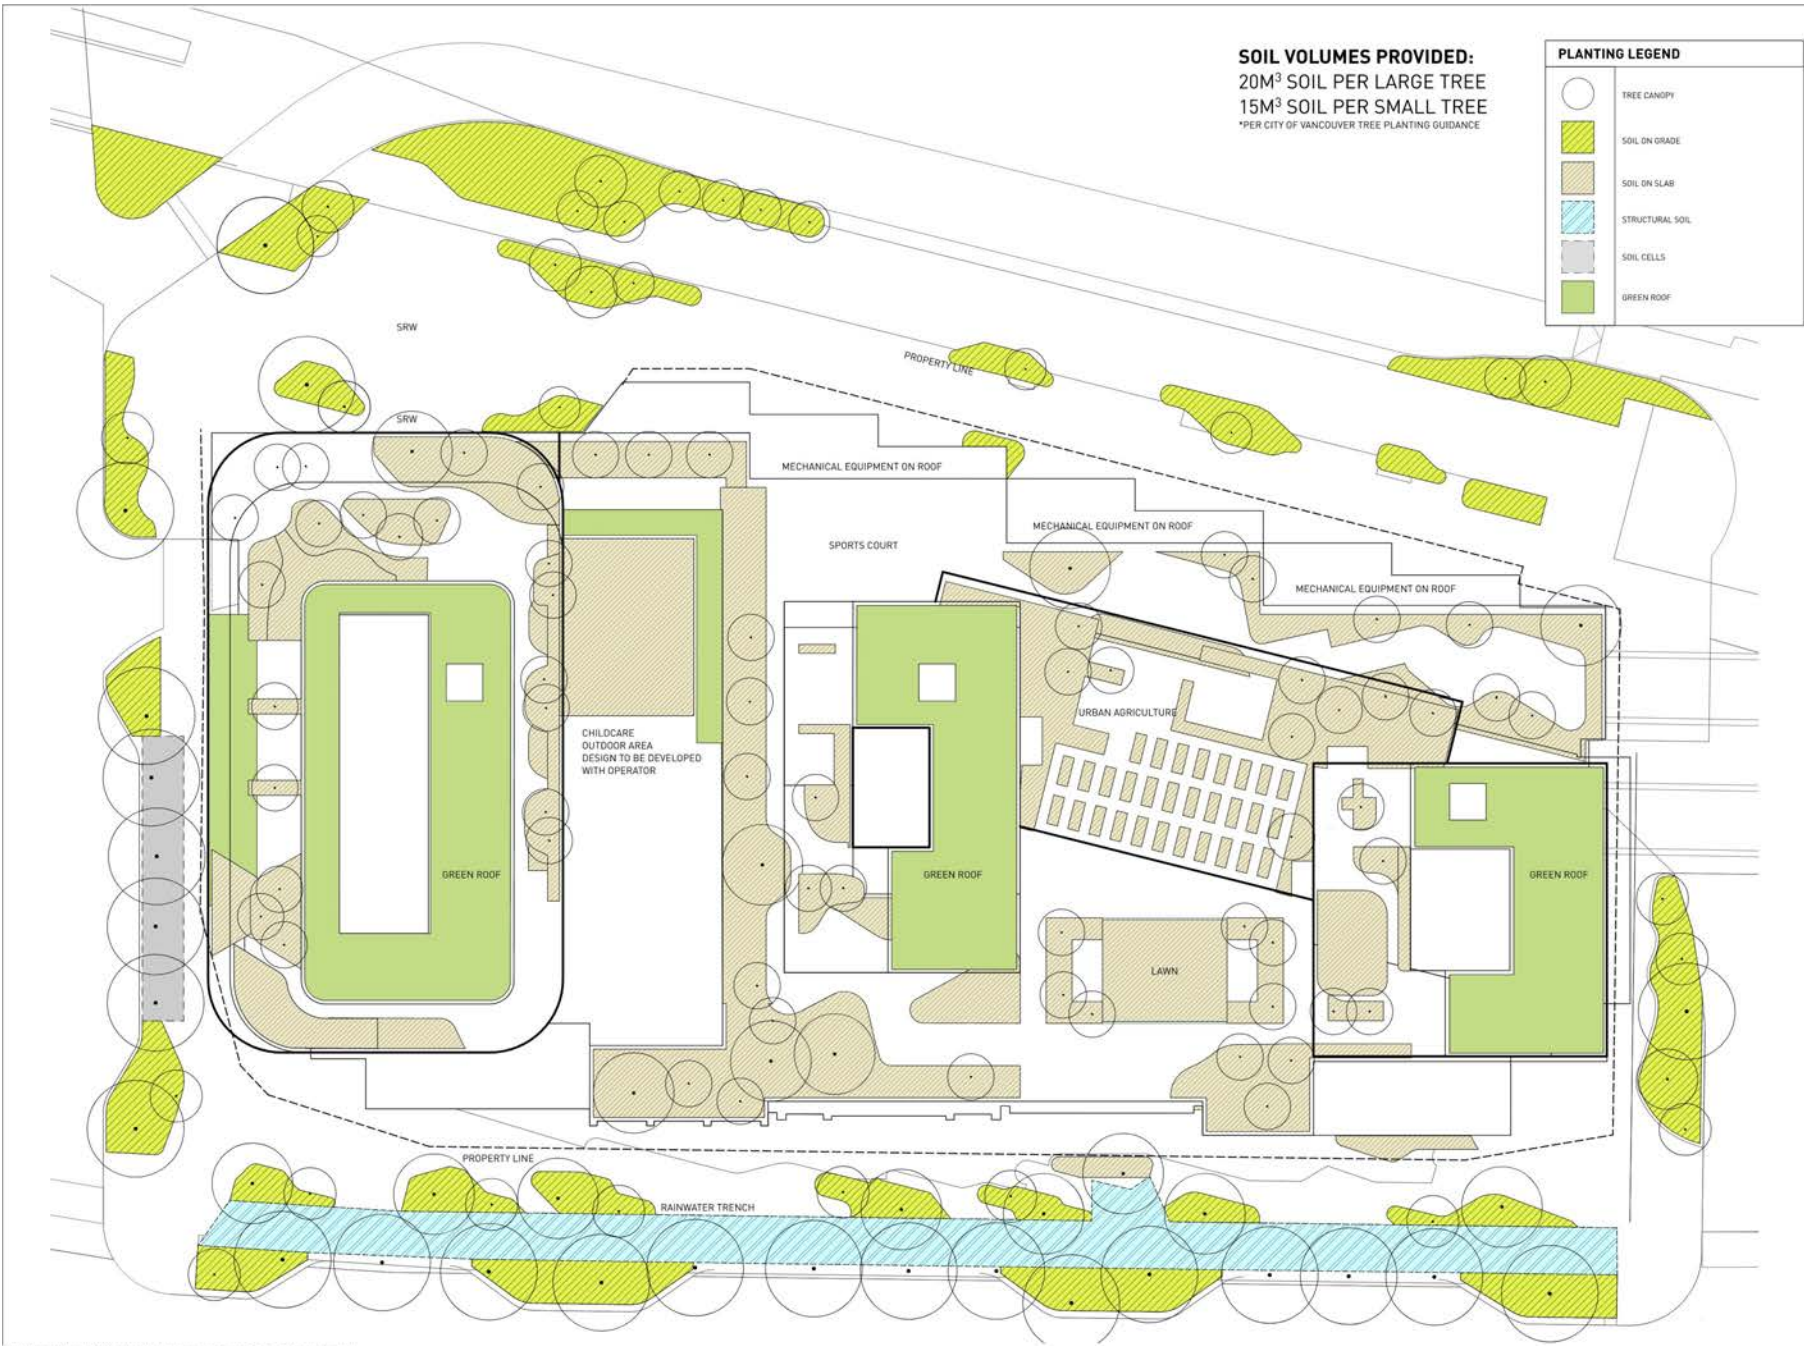 SOIL VOLUMES PROVIDED:
20M³ SOIL PER LARGE TREE
15M³ SOIL PER SMALL TREE
*PER CITY OF VANCOUVER TREE PLANTING GUIDANCE
PLANTING LEGEND
TREE CANOPY
SOIL ON GRADE
SOIL ON SLAB
STRUCTURAL SOIL
SOIL CELLS
GREEN ROOF
SRW
PROPERTY LINE
SRW
MECHANICAL EQUIPMENT ON ROOF
MECHANICAL EQUIPMENT ON ROOF
SPORTS COURT
MECHANICAL EQUIPMENT ON ROOF
URBAN AGRICULTURE
CHILDCARE
OUTDOOR AREA
DESIGN TO BE DEVELOPED
WITH OPERATOR
GREEN ROOF
GREEN ROOF
GREEN ROOF
LAWN
PROPERTY LINE
RAINWATER TRENCH